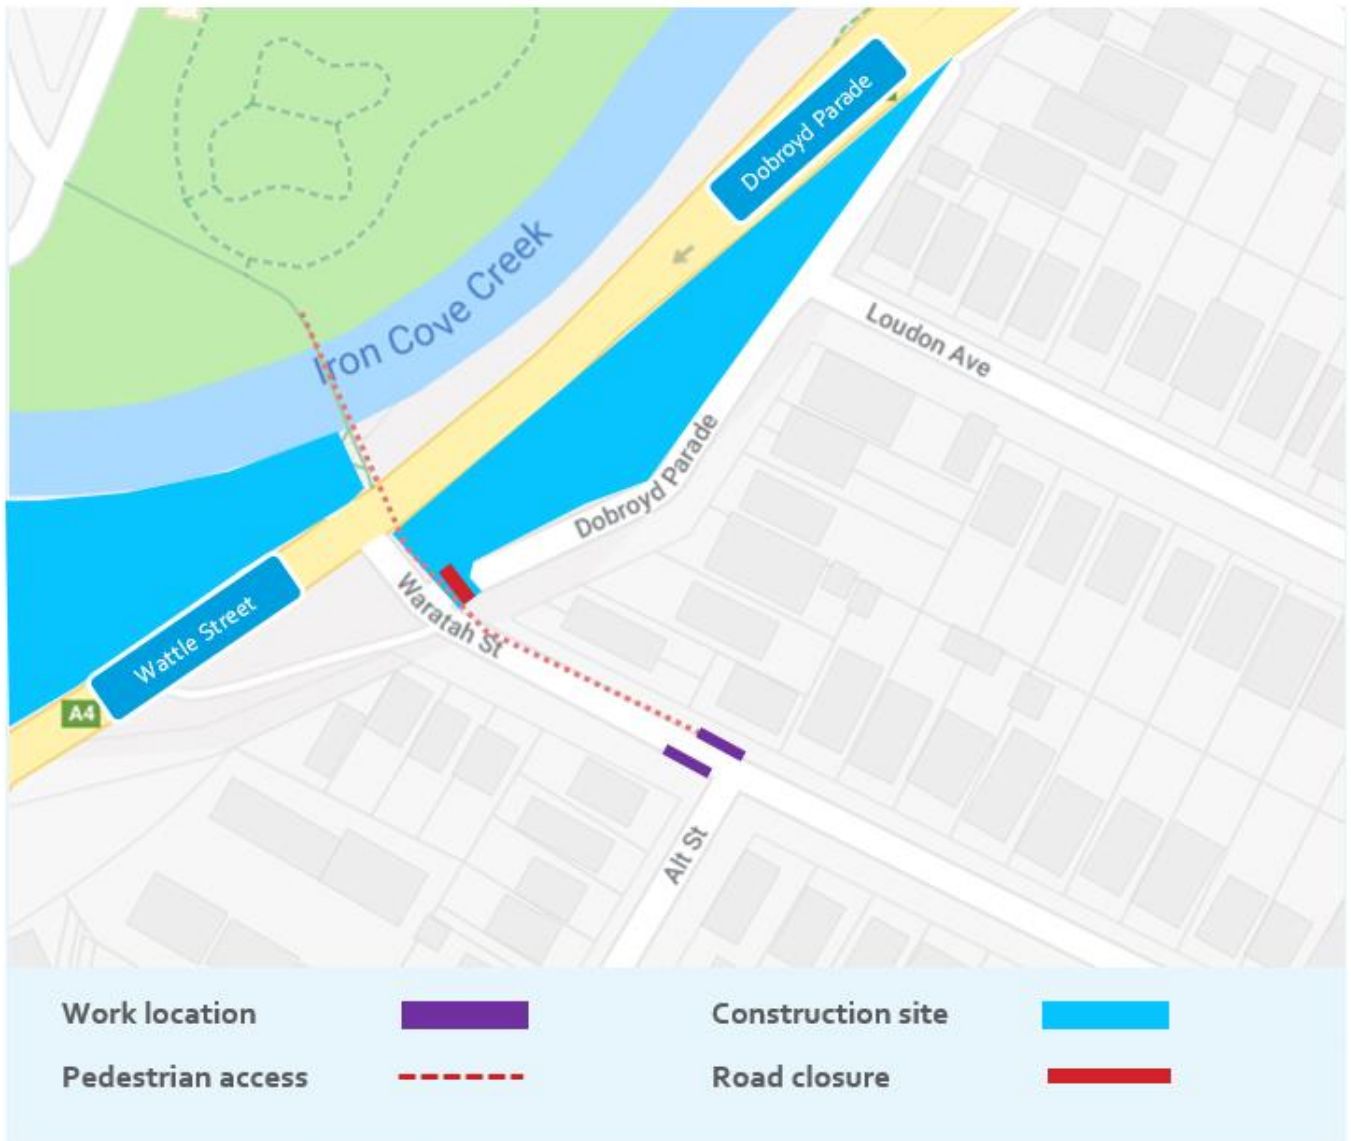 Dobroyd Parade
Iron Cove Creek
Loudon Ave
Dobroyd Parade
Waratah St
Wattle Street
A4
Alt St
Work location
Construction site
Pedestrian access
Road closure